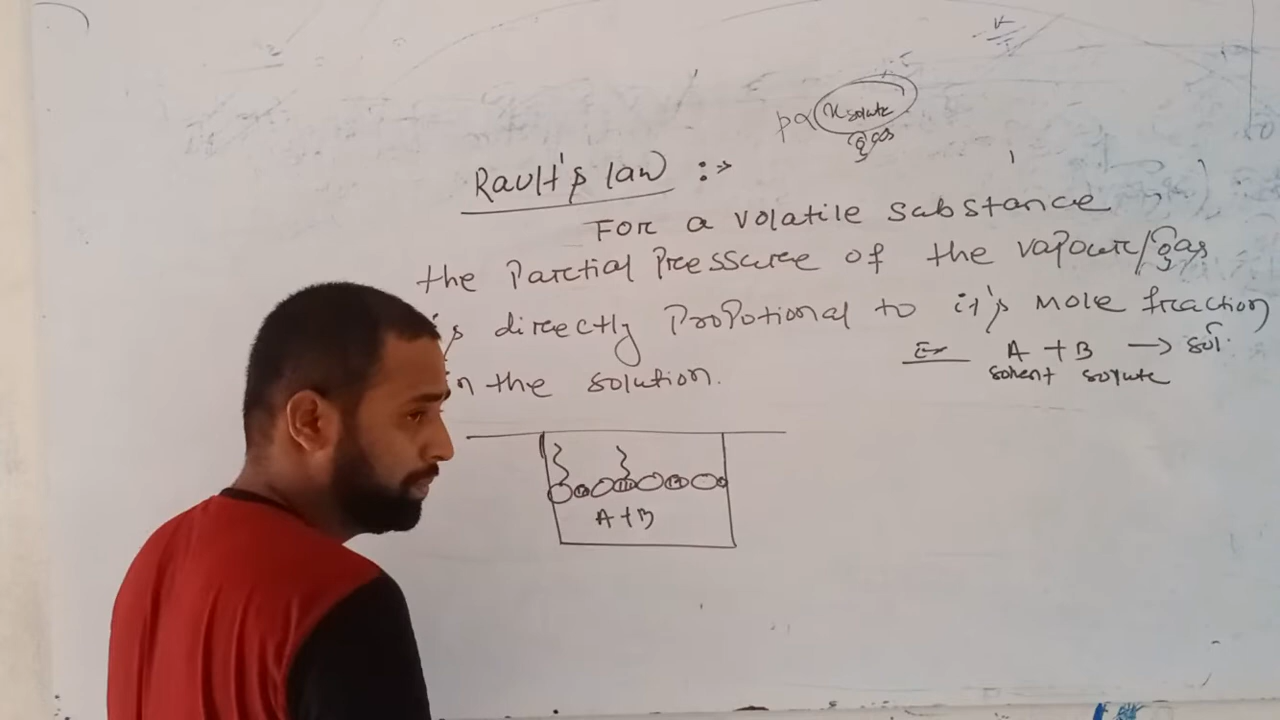 p∝ x solute
gas
Rault's law :->
For a volatile substance
the Partial Pressure of the vapour/gas
is directly Propotional to it's mole fraction
in the solution.
Ex A + B → sol.
solvent solute
A + B